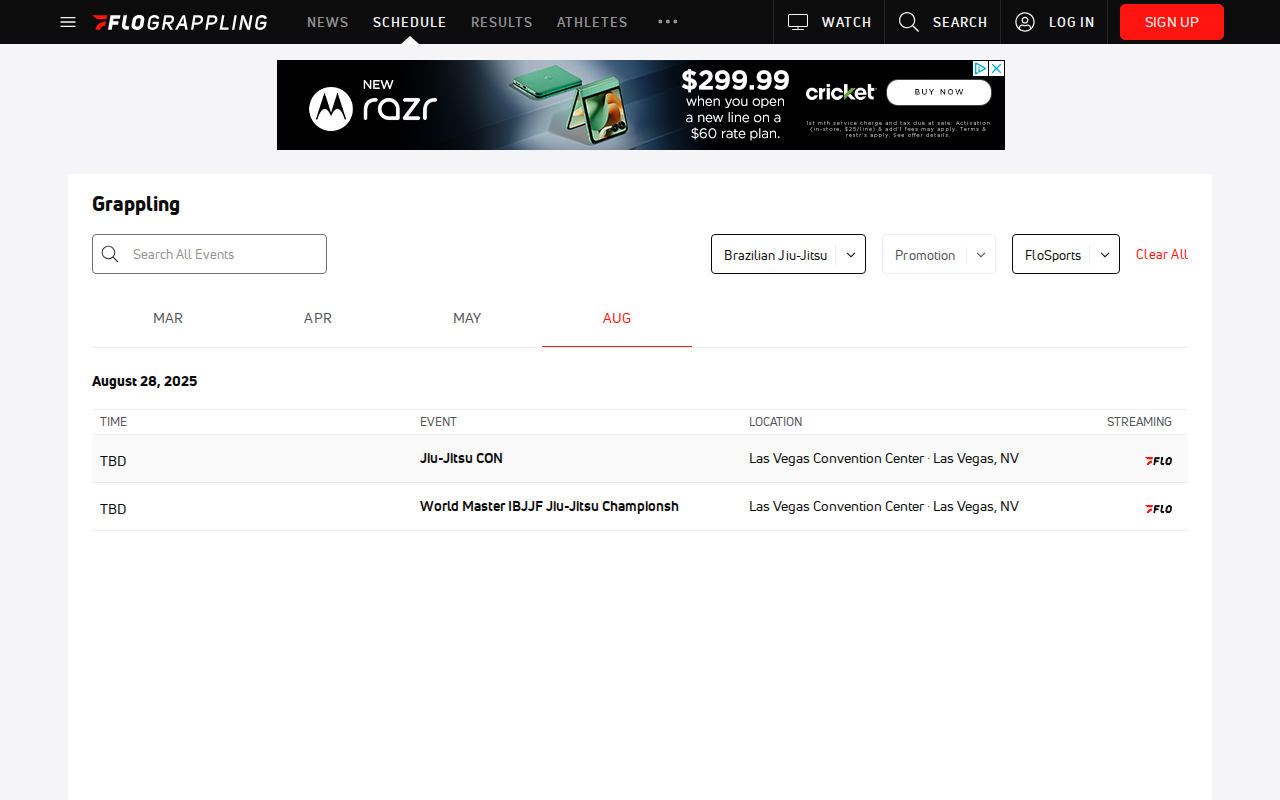 FLOGRAPPLING NEWS SCHEDULE RESULTS ATHLETES WATCH SEARCH LOG IN SIGN UP
NEW
razr
$299.99
when you open
a new line on a
$60 rate plan.
cricket
BUY NOW
1st mth service charge and tax due at sale. Activation
(in-store, $25/line) & add'l fees may apply. Terms &
restr's apply. See offer details.
Grappling
Search All Events
Brazilian Jiu-Jitsu
Promotion
FloSports
Clear All
MAR APR MAY AUG
August 28, 2025
TIME EVENT LOCATION STREAMING
TBD Jiu-Jitsu CON Las Vegas Convention Center · Las Vegas, NV FLO
TBD World Master IBJJF Jiu-Jitsu Championsh Las Vegas Convention Center · Las Vegas, NV FLO